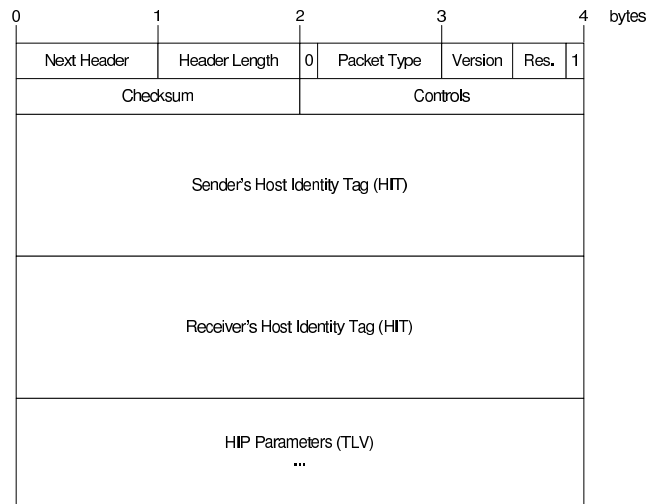 0 1 2 3 4 bytes
Next Header Header Length 0 Packet Type Version Res. 1
Checksum Controls
Sender's Host Identity Tag (HIT)
Receiver's Host Identity Tag (HIT)
HIP Parameters (TLV)
...